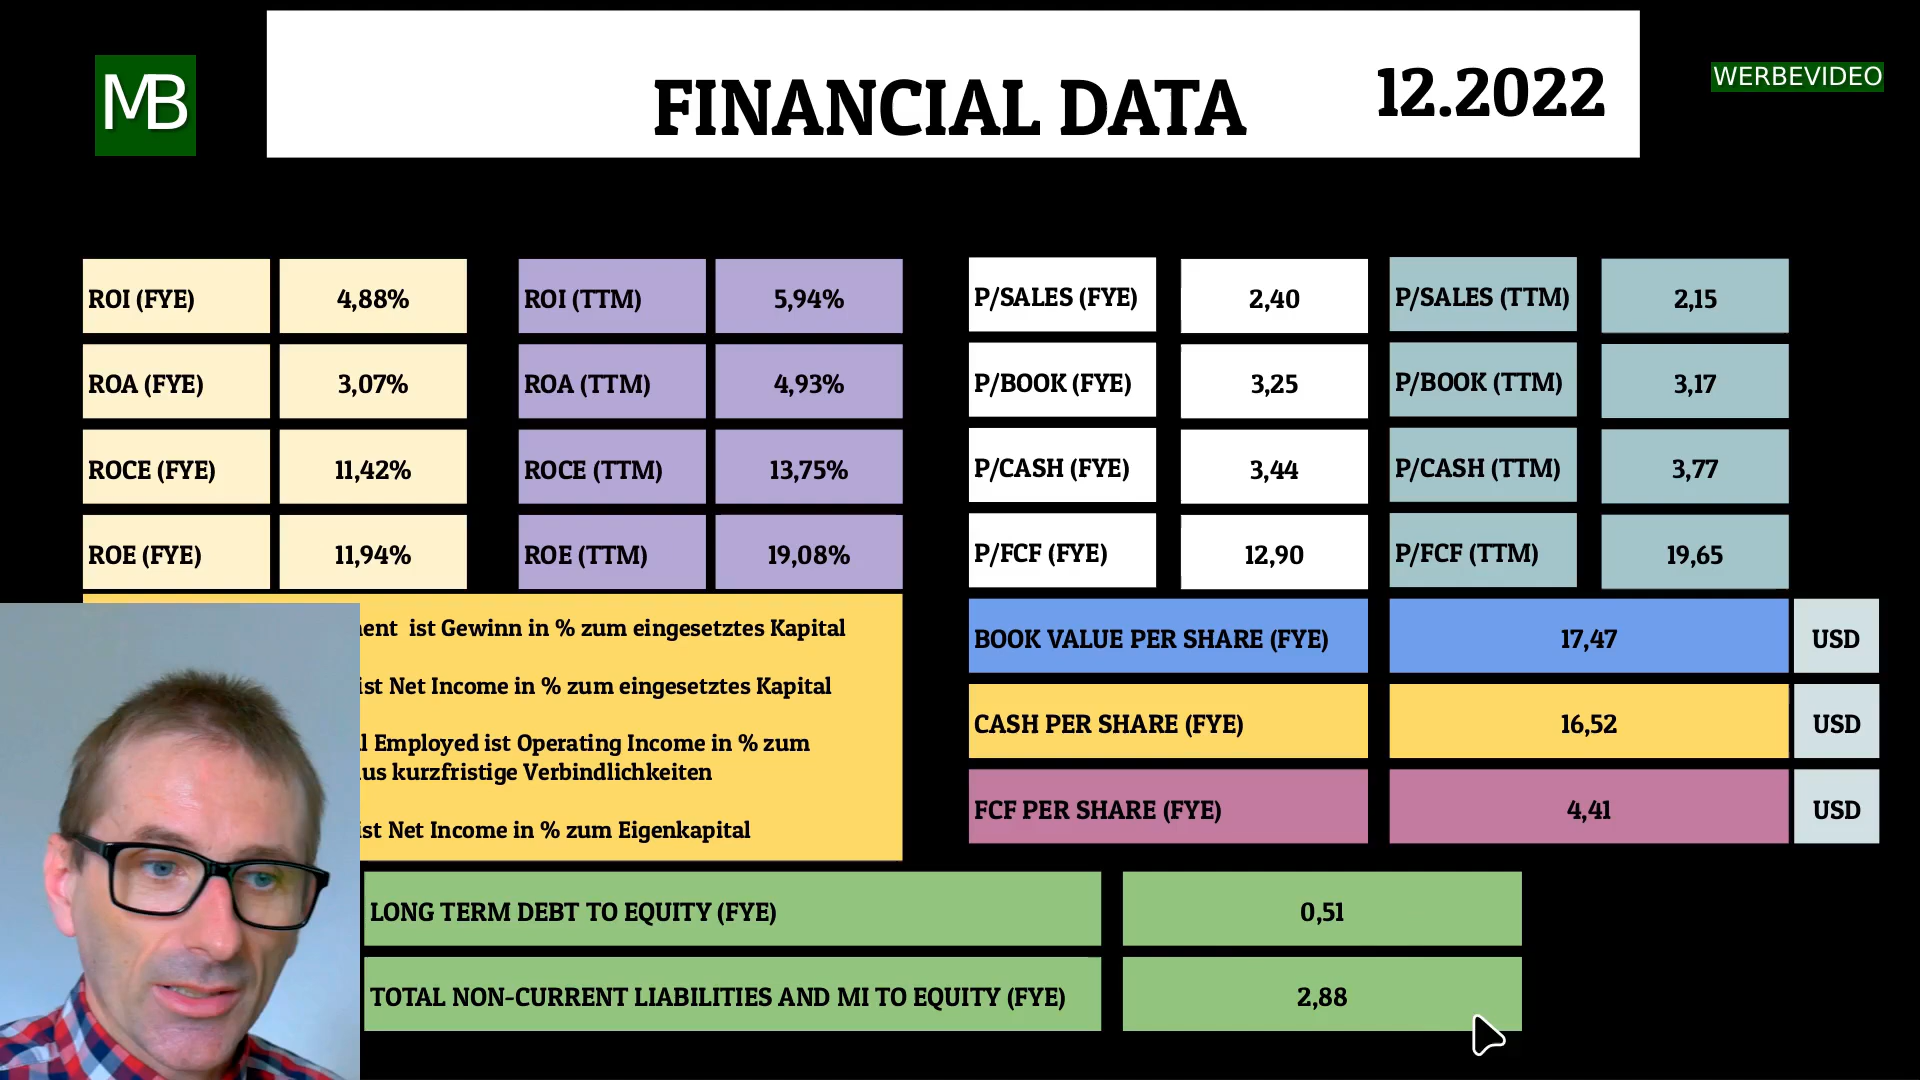 MB
FINANCIAL DATA
12.2022
WERBEVIDEO
ROI (FYE) 4,88% ROI (TTM) 5,94% P/SALES (FYE) 2,40 P/SALES (TTM) 2,15
ROA (FYE) 3,07% ROA (TTM) 4,93% P/BOOK (FYE) 3,25 P/BOOK (TTM) 3,17
ROCE (FYE) 11,42% ROCE (TTM) 13,75% P/CASH (FYE) 3,44 P/CASH (TTM) 3,77
ROE (FYE) 11,94% ROE (TTM) 19,08% P/FCF (FYE) 12,90 P/FCF (TTM) 19,65
ist Gewinn in % zum eingesetztes Kapital
ist Net Income in % zum eingesetztes Kapital
Employed ist Operating Income in % zum
kurzfristige Verbindlichkeiten
ist Net Income in % zum Eigenkapital
BOOK VALUE PER SHARE (FYE) 17,47 USD
CASH PER SHARE (FYE) 16,52 USD
FCF PER SHARE (FYE) 4,41 USD
LONG TERM DEBT TO EQUITY (FYE) 0,51
TOTAL NON-CURRENT LIABILITIES AND MI TO EQUITY (FYE) 2,88